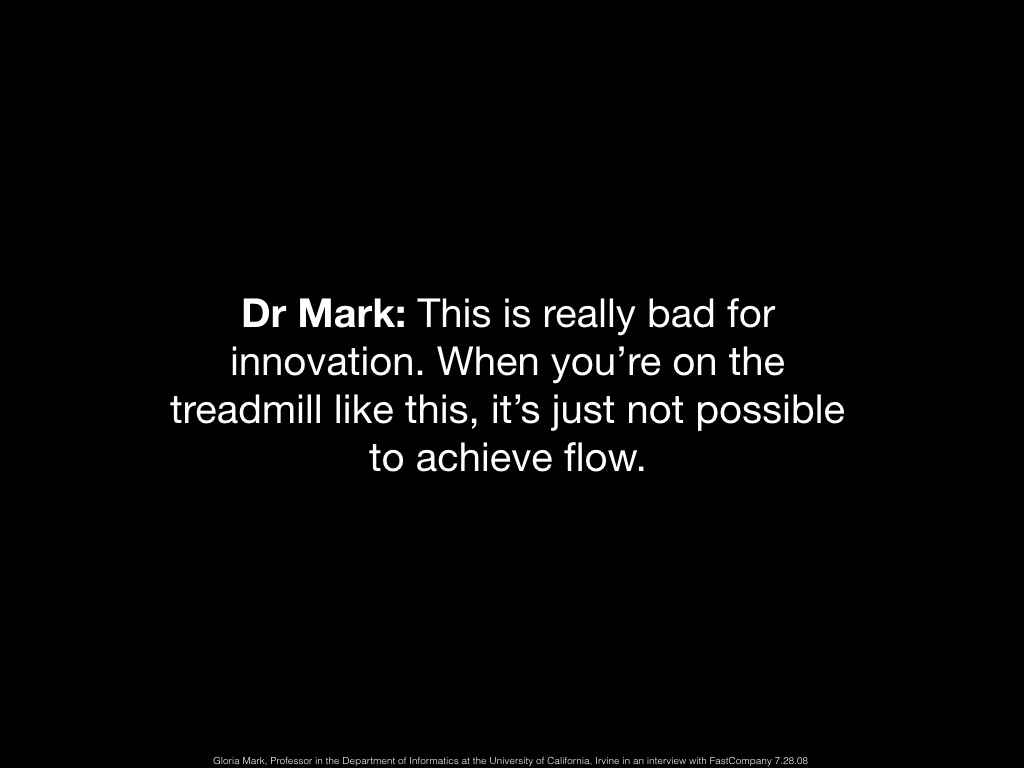 Dr Mark: This is really bad for
innovation. When you’re on the
treadmill like this, it’s just not possible
to achieve flow.
Gloria Mark, Professor in the Department of Informatics at the University of California, Irvine in an interview with FastCompany 7.28.08